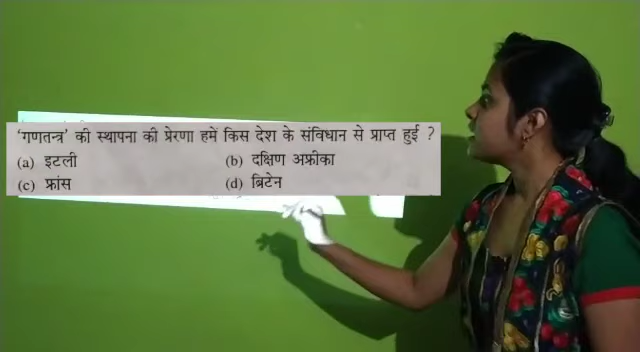 'गणतन्त्र' की स्थापना की प्रेरणा हमें किस देश के संविधान से प्राप्त हुई ?
(a) इटली (b) दक्षिण अफ्रीका
(c) फ्रांस (d) ब्रिटेन